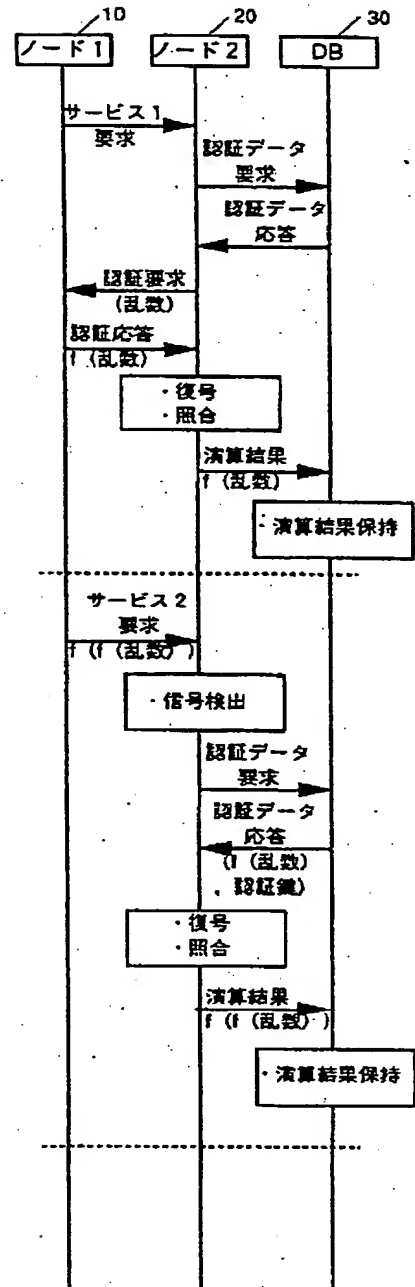 10
20
30
ノード1
ノード2
DB
サービス1
要求
認証データ
要求
認証データ
応答
認証要求
(乱数)
認証応答
f (乱数)
・復号
・照合
演算結果
f (乱数)
・演算結果保持
サービス2
要求
f (f (乱数) )
・信号検出
認証データ
要求
認証データ
応答
(f (乱数)
、認証鍵)
・復号
・照合
演算結果
f (f (乱数) )
・演算結果保持